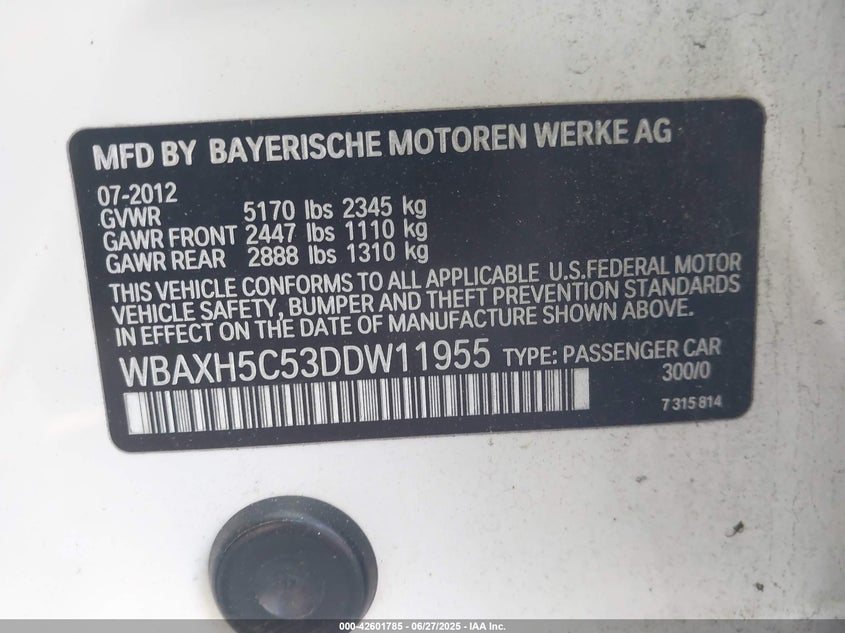 MFD BY BAYERISCHE MOTOREN WERKE AG
07-2012
GVWR 5170 lbs 2345 kg
GAWR FRONT 2447 lbs 1110 kg
GAWR REAR 2888 lbs 1310 kg
THIS VEHICLE CONFORMS TO ALL APPLICABLE U.S.FEDERAL MOTOR
VEHICLE SAFETY, BUMPER AND THEFT PREVENTION STANDARDS
IN EFFECT ON THE DATE OF MANUFACTURE SHOWN ABOVE.
WBAXH5C53DDW11955 TYPE: PASSENGER CAR
300/0
7 315 814
000-42601785 - 06/27/2025 - IAA Inc.